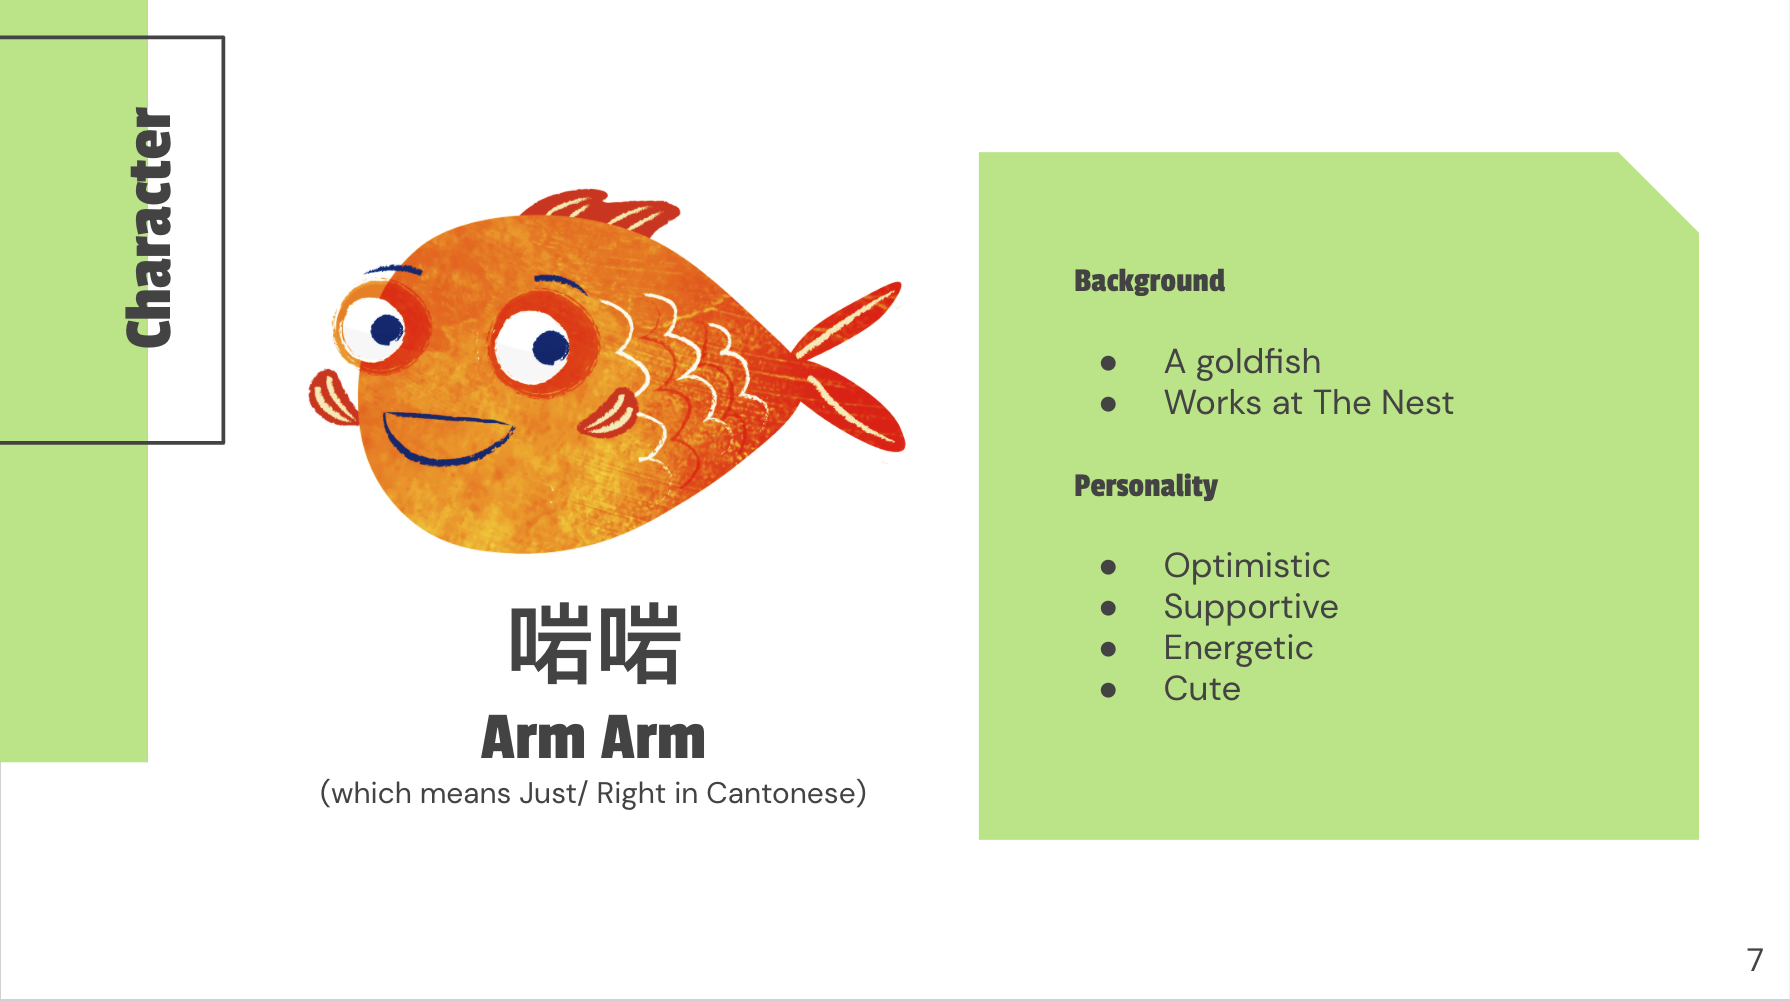 Character
啱啱
Arm Arm
(which means Just/ Right in Cantonese)
Background
● A goldfish
● Works at The Nest
Personality
● Optimistic
● Supportive
● Energetic
● Cute
7